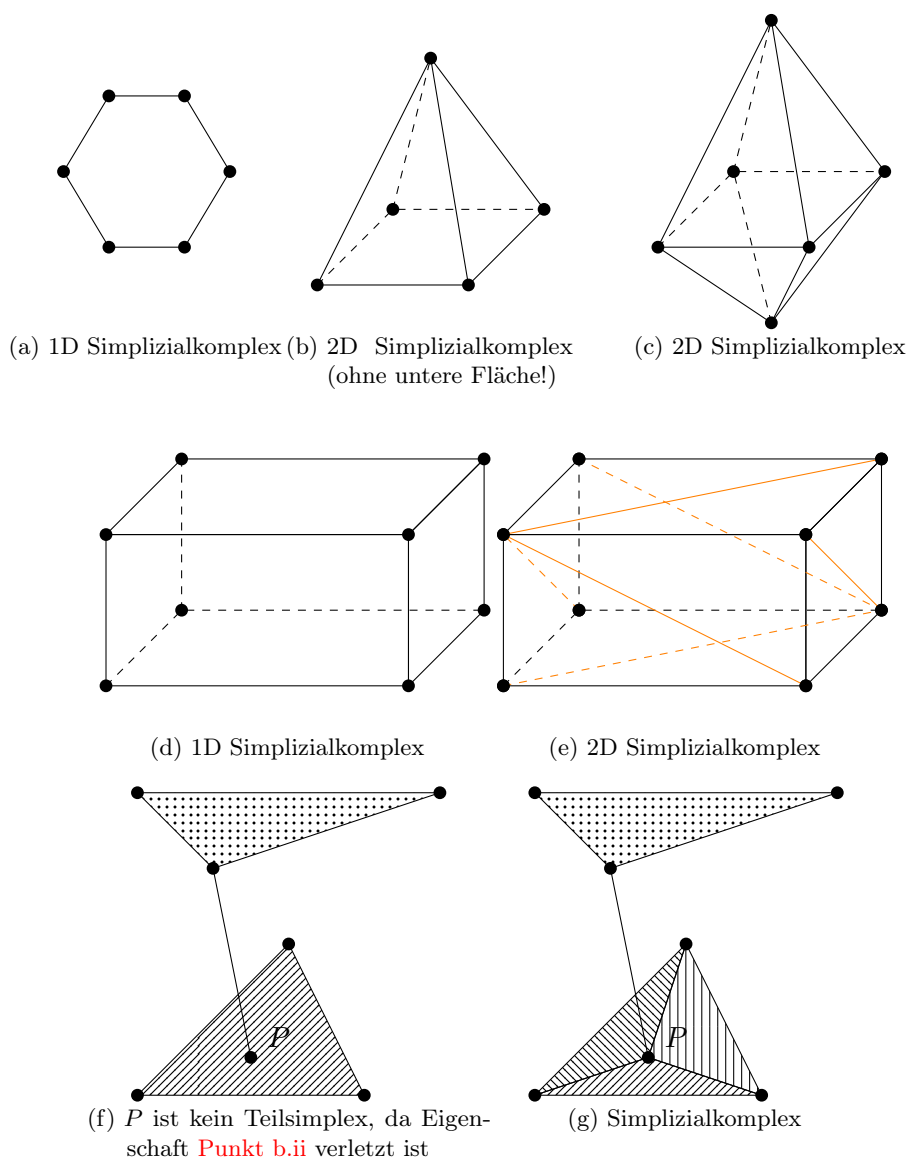 (a) 1D Simplizialkomplex
(b) 2D Simplizialkomplex
(ohne untere Fläche!)
(c) 2D Simplizialkomplex
(d) 1D Simplizialkomplex
(e) 2D Simplizialkomplex
P
P
(f) P ist kein Teilsimplex, da Eigen-
schaft Punkt b.ii verletzt ist
(g) Simplizialkomplex